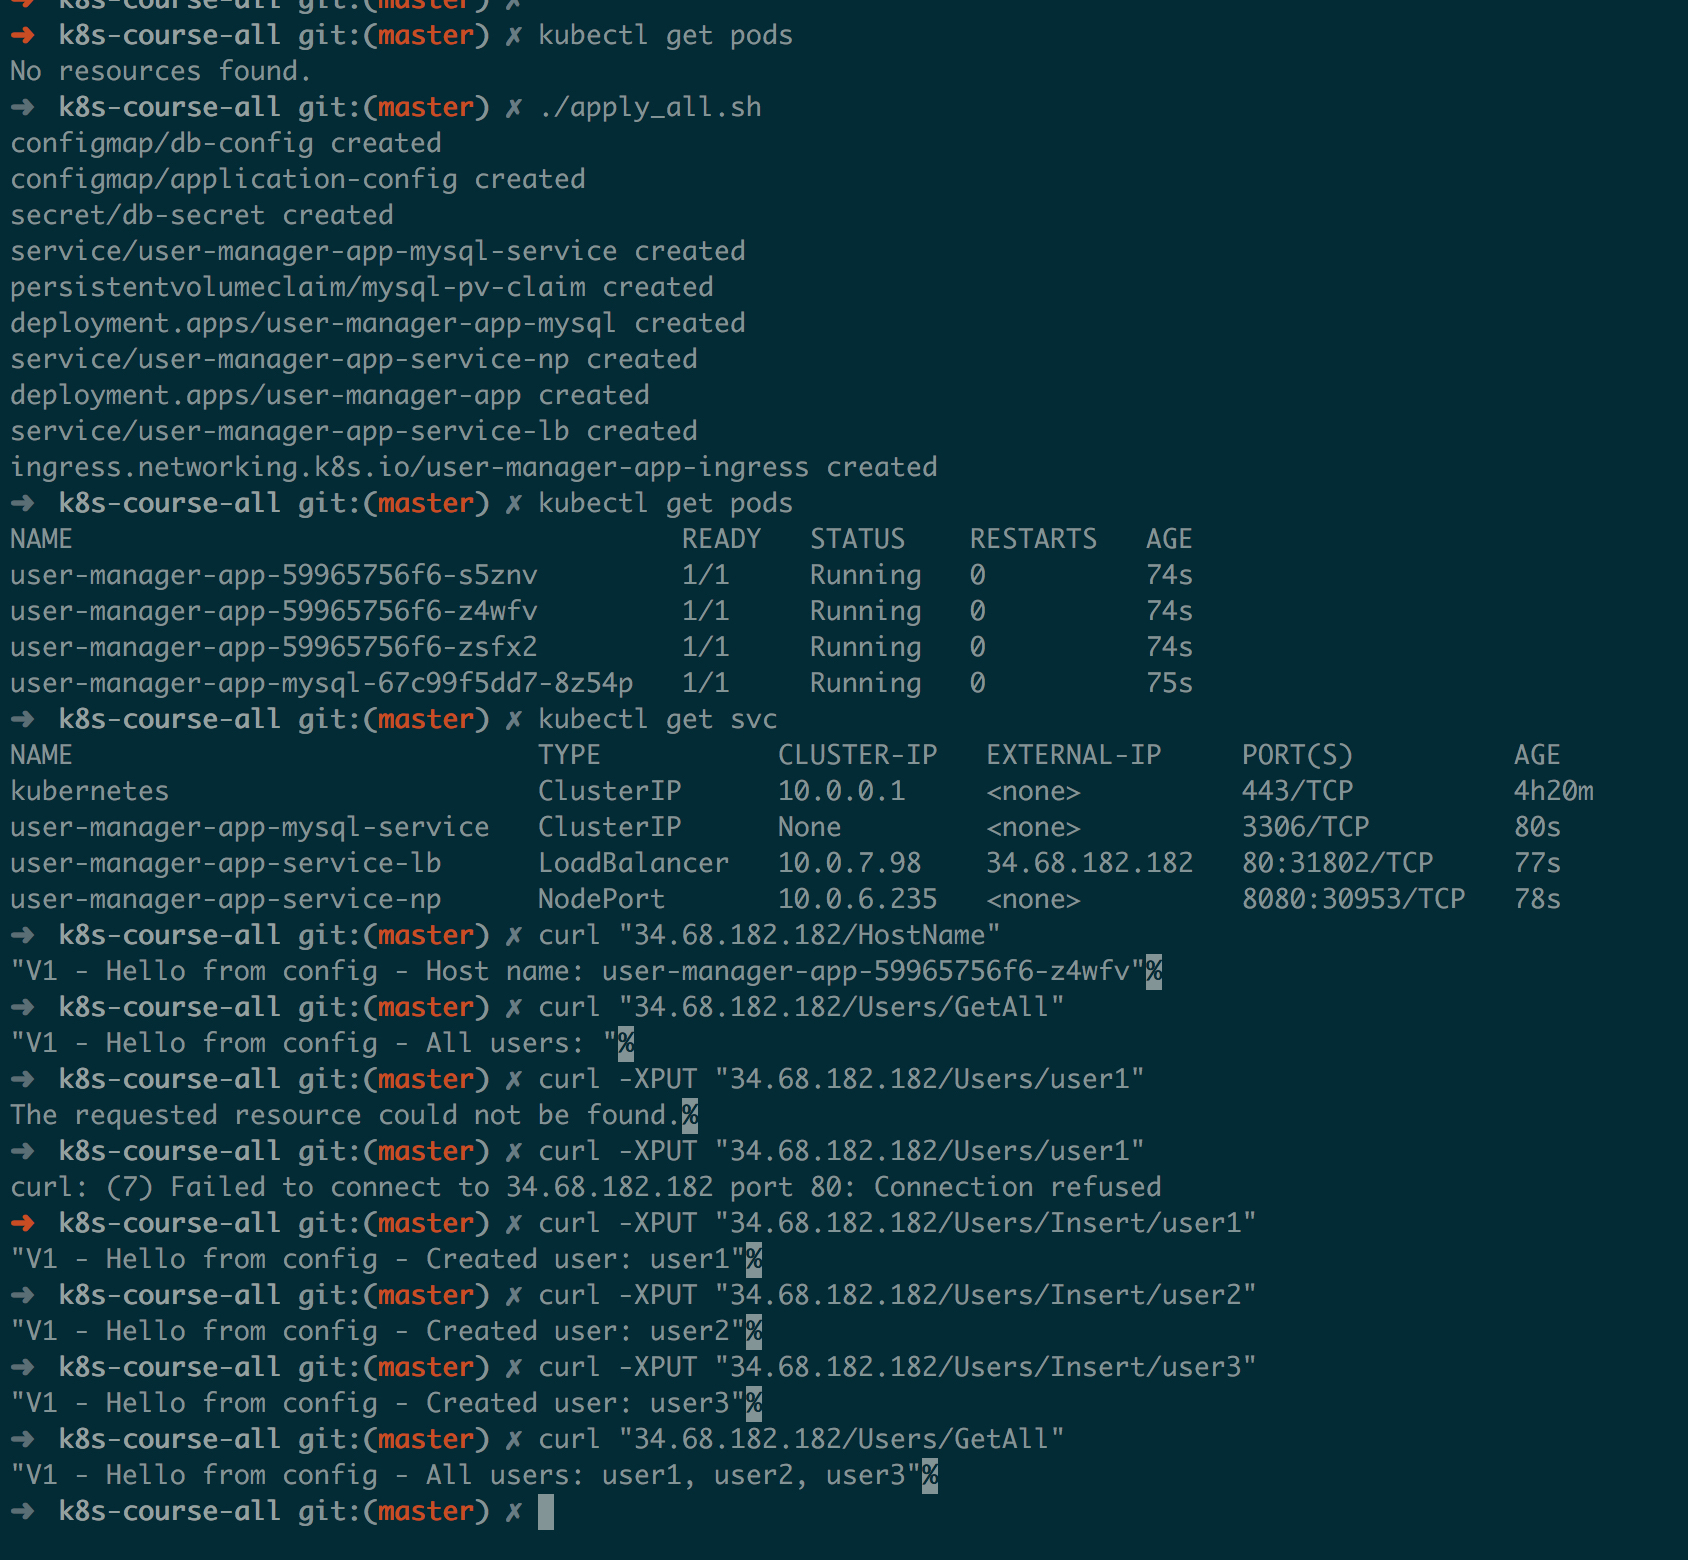 ➜ k8s-course-all git:(master) ✗
➜ k8s-course-all git:(master) ✗ kubectl get pods
No resources found.
➜ k8s-course-all git:(master) ✗ ./apply_all.sh
configmap/db-config created
configmap/application-config created
secret/db-secret created
service/user-manager-app-mysql-service created
persistentvolumeclaim/mysql-pv-claim created
deployment.apps/user-manager-app-mysql created
service/user-manager-app-service-np created
deployment.apps/user-manager-app created
service/user-manager-app-service-lb created
ingress.networking.k8s.io/user-manager-app-ingress created
➜ k8s-course-all git:(master) ✗ kubectl get pods
NAME READY STATUS RESTARTS AGE
user-manager-app-59965756f6-s5znv 1/1 Running 0 74s
user-manager-app-59965756f6-z4wfv 1/1 Running 0 74s
user-manager-app-59965756f6-zsfx2 1/1 Running 0 74s
user-manager-app-mysql-67c99f5dd7-8z54p 1/1 Running 0 75s
➜ k8s-course-all git:(master) ✗ kubectl get svc
NAME TYPE CLUSTER-IP EXTERNAL-IP PORT(S) AGE
kubernetes ClusterIP 10.0.0.1 <none> 443/TCP 4h20m
user-manager-app-mysql-service ClusterIP None <none> 3306/TCP 80s
user-manager-app-service-lb LoadBalancer 10.0.7.98 34.68.182.182 80:31802/TCP 77s
user-manager-app-service-np NodePort 10.0.6.235 <none> 8080:30953/TCP 78s
➜ k8s-course-all git:(master) ✗ curl "34.68.182.182/HostName"
"V1 - Hello from config - Host name: user-manager-app-59965756f6-z4wfv"%
➜ k8s-course-all git:(master) ✗ curl "34.68.182.182/Users/GetAll"
"V1 - Hello from config - All users: "%
➜ k8s-course-all git:(master) ✗ curl -XPUT "34.68.182.182/Users/user1"
The requested resource could not be found.%
➜ k8s-course-all git:(master) ✗ curl -XPUT "34.68.182.182/Users/user1"
curl: (7) Failed to connect to 34.68.182.182 port 80: Connection refused
➜ k8s-course-all git:(master) ✗ curl -XPUT "34.68.182.182/Users/Insert/user1"
"V1 - Hello from config - Created user: user1"%
➜ k8s-course-all git:(master) ✗ curl -XPUT "34.68.182.182/Users/Insert/user2"
"V1 - Hello from config - Created user: user2"%
➜ k8s-course-all git:(master) ✗ curl -XPUT "34.68.182.182/Users/Insert/user3"
"V1 - Hello from config - Created user: user3"%
➜ k8s-course-all git:(master) ✗ curl "34.68.182.182/Users/GetAll"
"V1 - Hello from config - All users: user1, user2, user3"%
➜ k8s-course-all git:(master) ✗